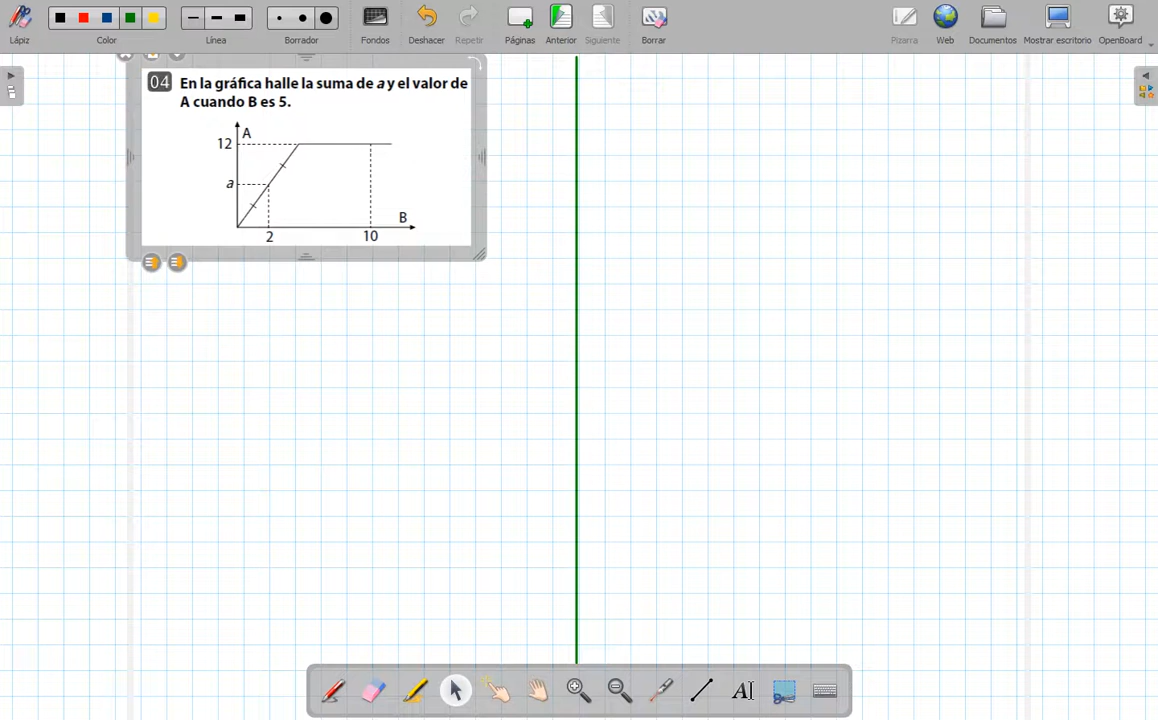 Lápiz
Color
Línea
Borrador
Fondos
Deshacer
Repetir
Páginas
Anterior
Siguiente
Borrar
Pizarra
Web
Documentos
Mostrar escritorio
OpenBoard
04 En la gráfica halle la suma de a y el valor de
A cuando B es 5.
A
12
a
B
2
10
A